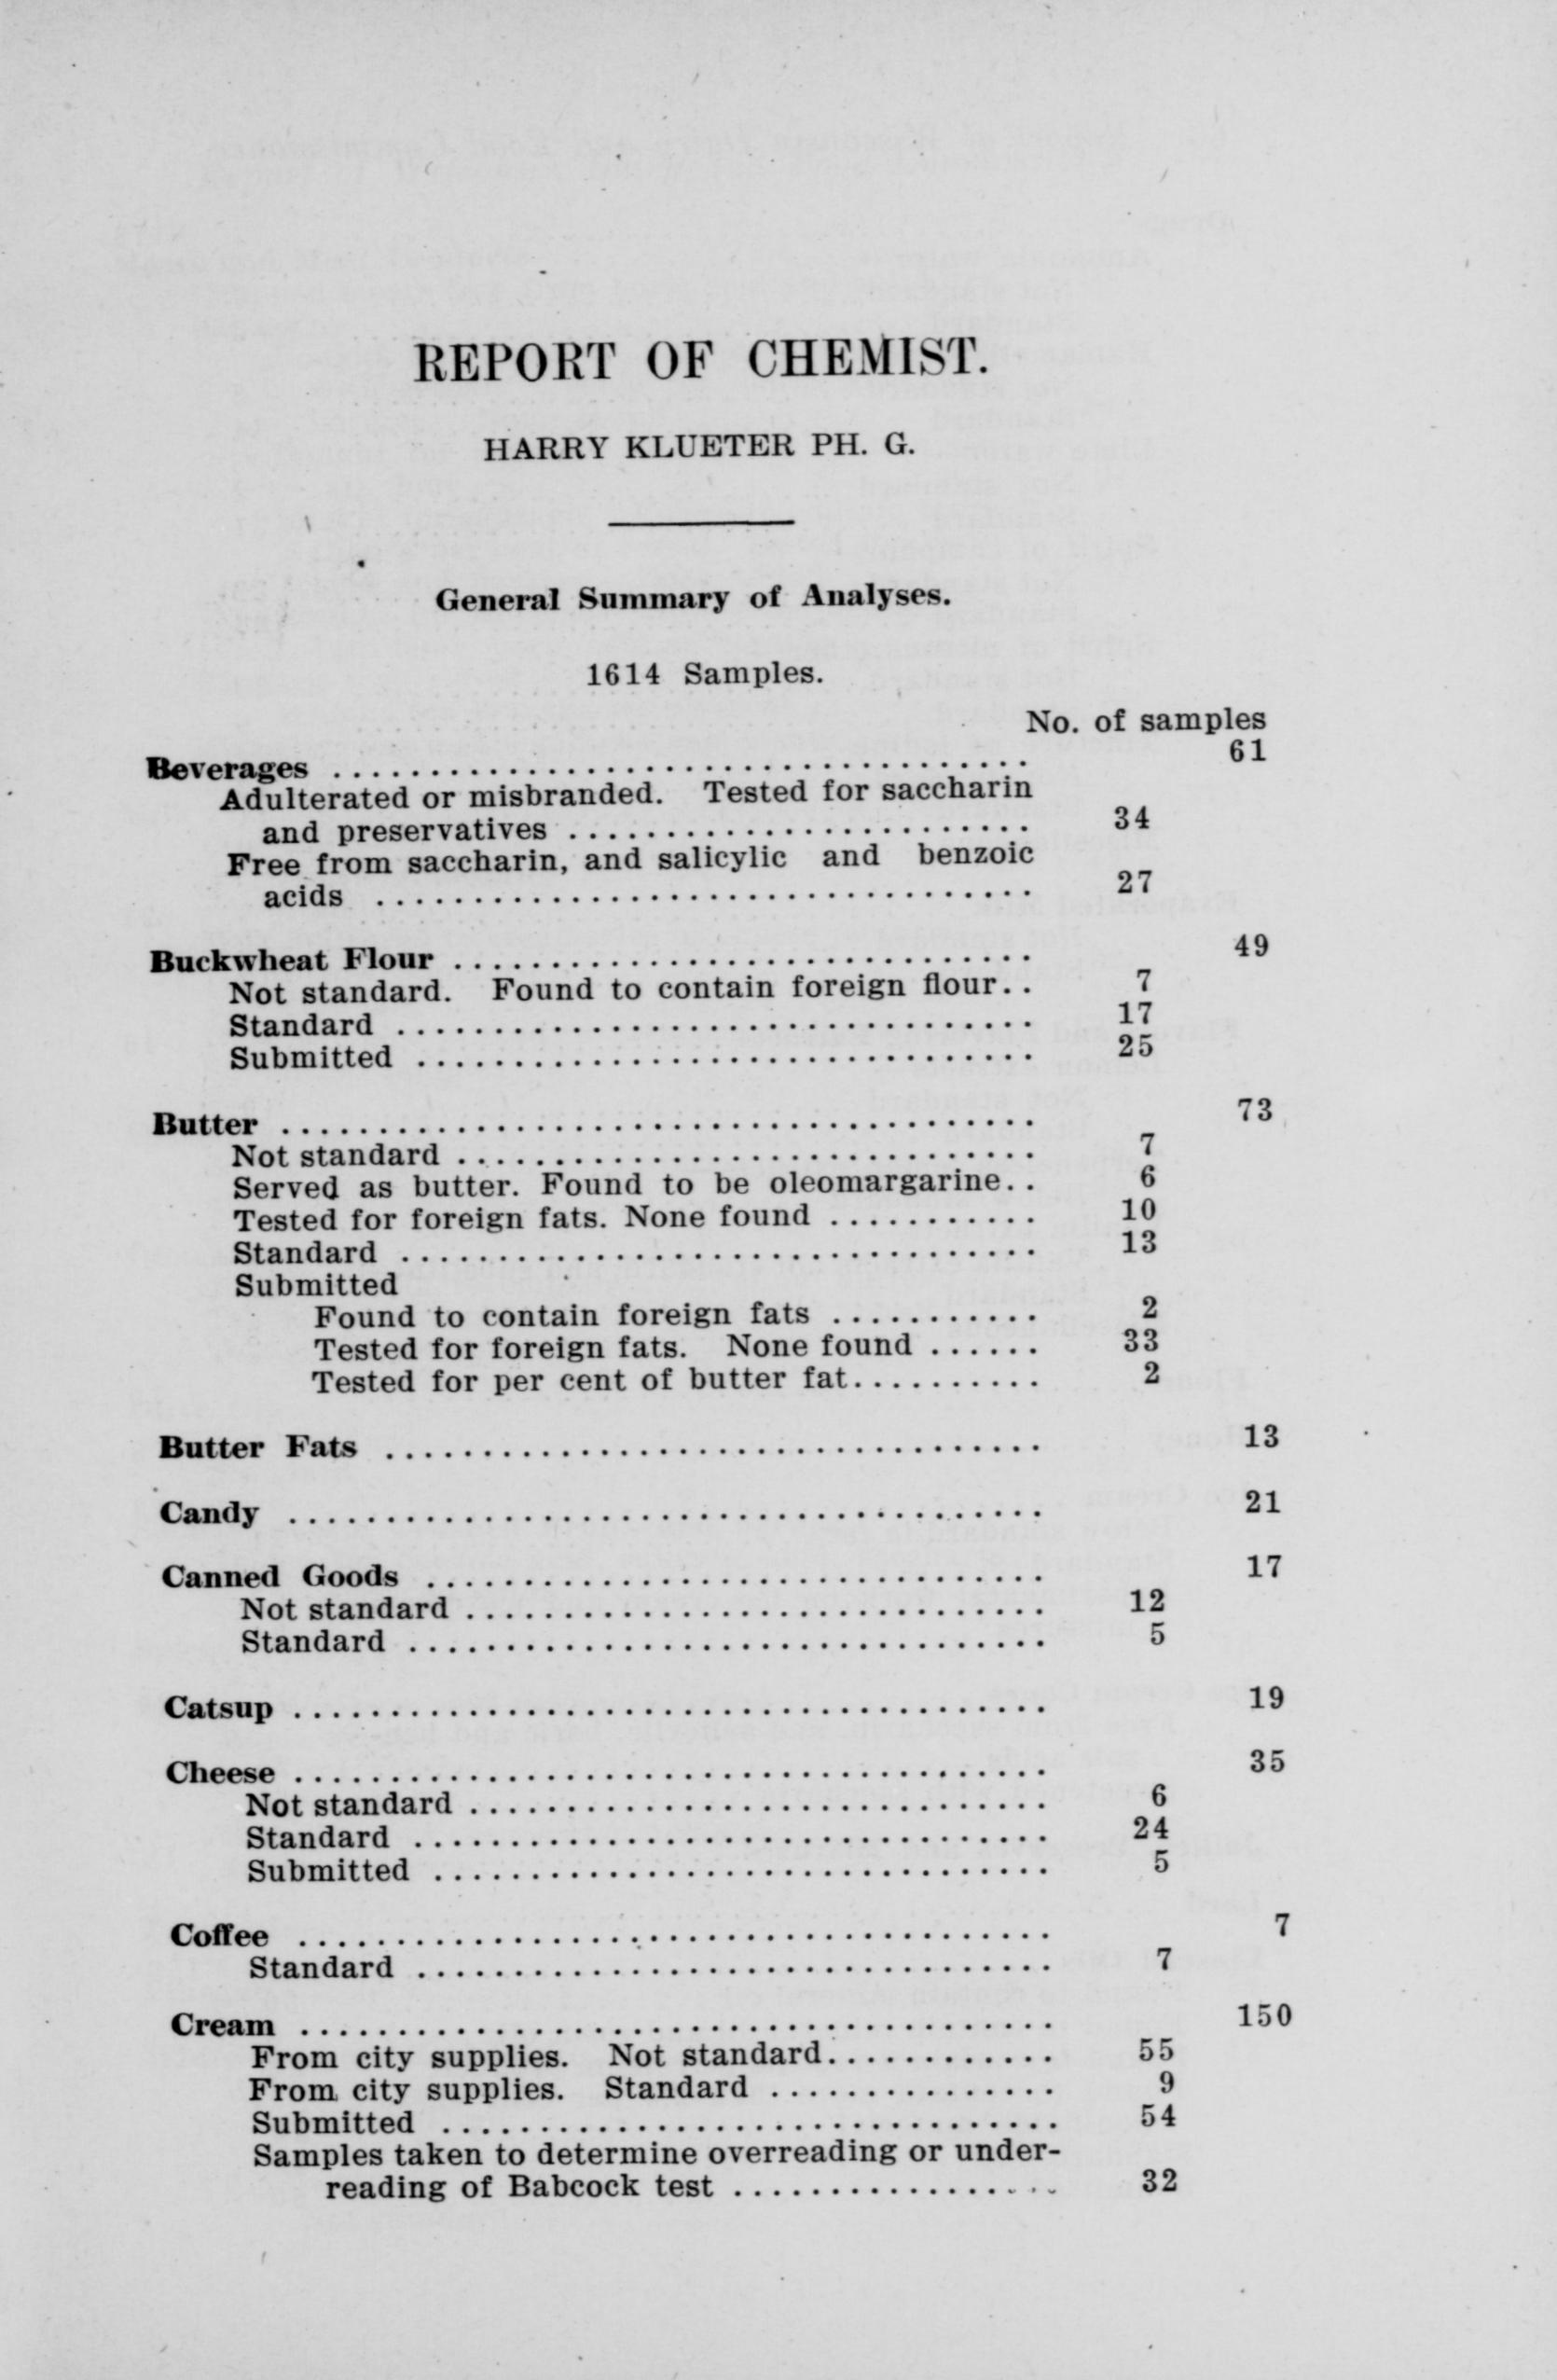 REPORT OF CHEMIST.
HARRY KLUETER PH. G.
General Summary of Analyses.
1614 Samples.
No. of samples
Beverages ........................................ 61
Adulterated or misbranded. Tested for saccharin
and preservatives ........................ 34
Free from saccharin, and salicylic and benzoic
acids .................................. 27
Buckwheat Flour .............................. 49
Not standard. Found to contain foreign flour.. 7
Standard ................................. 17
Submitted ................................ 25
Butter ....................................... 73
Not standard .............................. 7
Served as butter. Found to be oleomargarine.. 6
Tested for foreign fats. None found ........... 10
Standard ................................. 13
Submitted
Found to contain foreign fats ........... 2
Tested for foreign fats. None found ...... 33
Tested for per cent of butter fat.......... 2
Butter Fats .................................. 13
Candy ....................................... 21
Canned Goods ................................ 17
Not standard .............................. 12
Standard ................................. 5
Catsup ....................................... 19
Cheese ....................................... 35
Not standard .............................. 6
Standard ................................. 24
Submitted ................................ 5
Coffee ....................................... 7
Standard ................................. 7
Cream ....................................... 150
From city supplies. Not standard............ 55
From city supplies. Standard ............... 9
Submitted ................................ 54
Samples taken to determine overreading or under-
reading of Babcock test ................. 32